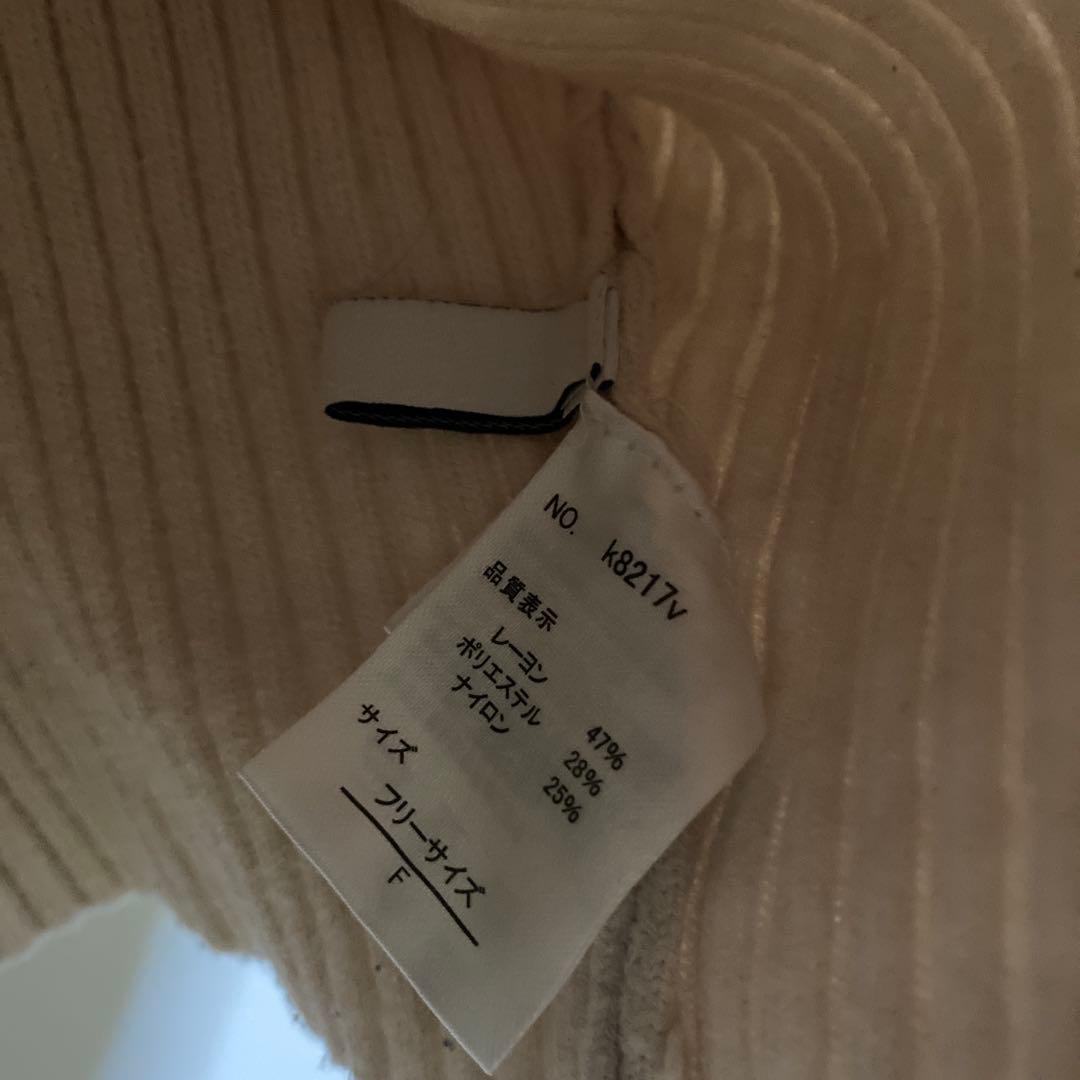 NO. k8217v
品質表示
レーヨン 47%
ポリエステル 28%
ナイロン 25%
サイズ
フリーサイズ
F